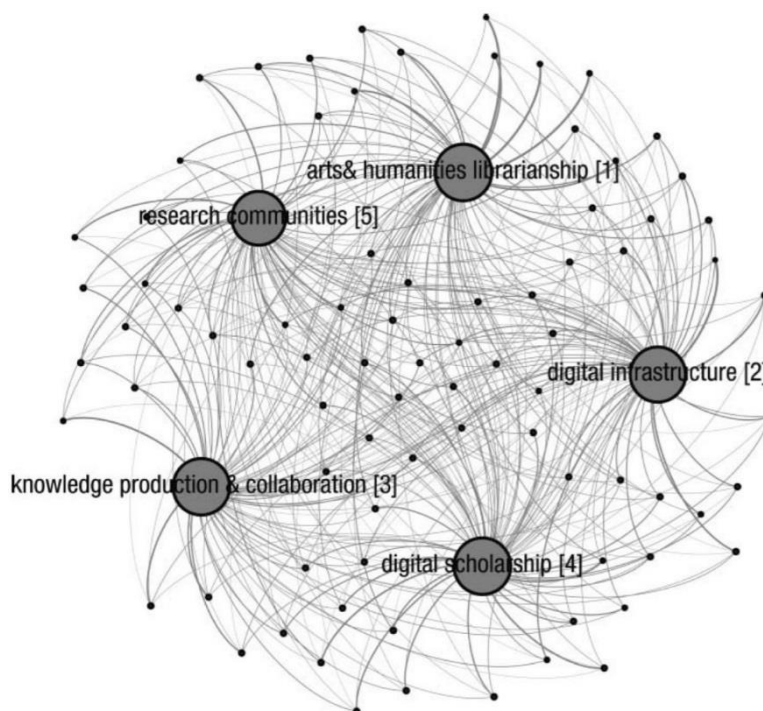 arts& humanities librarianship [1]
research communities [5]
digital infrastructure [2]
knowledge production & collaboration [3]
digital scholarship [4]